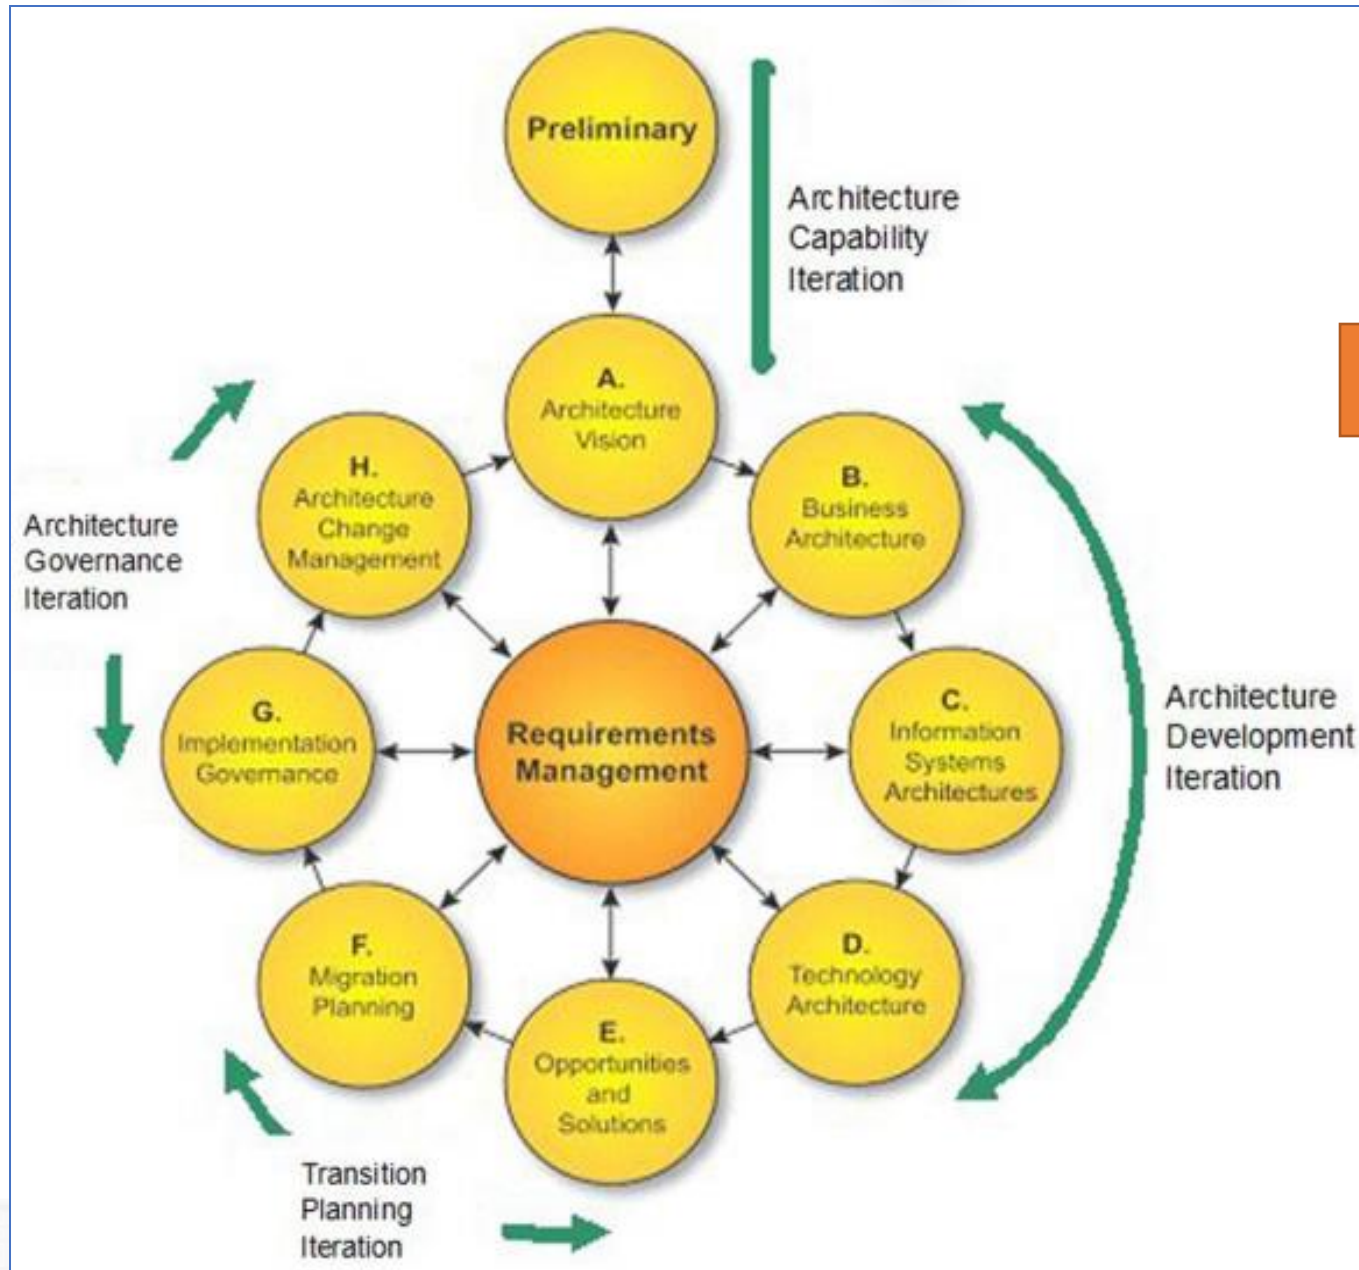 Preliminary
Architecture
Capability
Iteration
A.
Architecture
Vision
B.
Business
Architecture
H.
Architecture
Change
Management
Architecture
Governance
Iteration
C.
Information
Systems
Architectures
G.
Implementation
Governance
Requirements
Management
Architecture
Development
Iteration
D.
Technology
Architecture
F.
Migration
Planning
E.
Opportunities
and
Solutions
Transition
Planning
Iteration